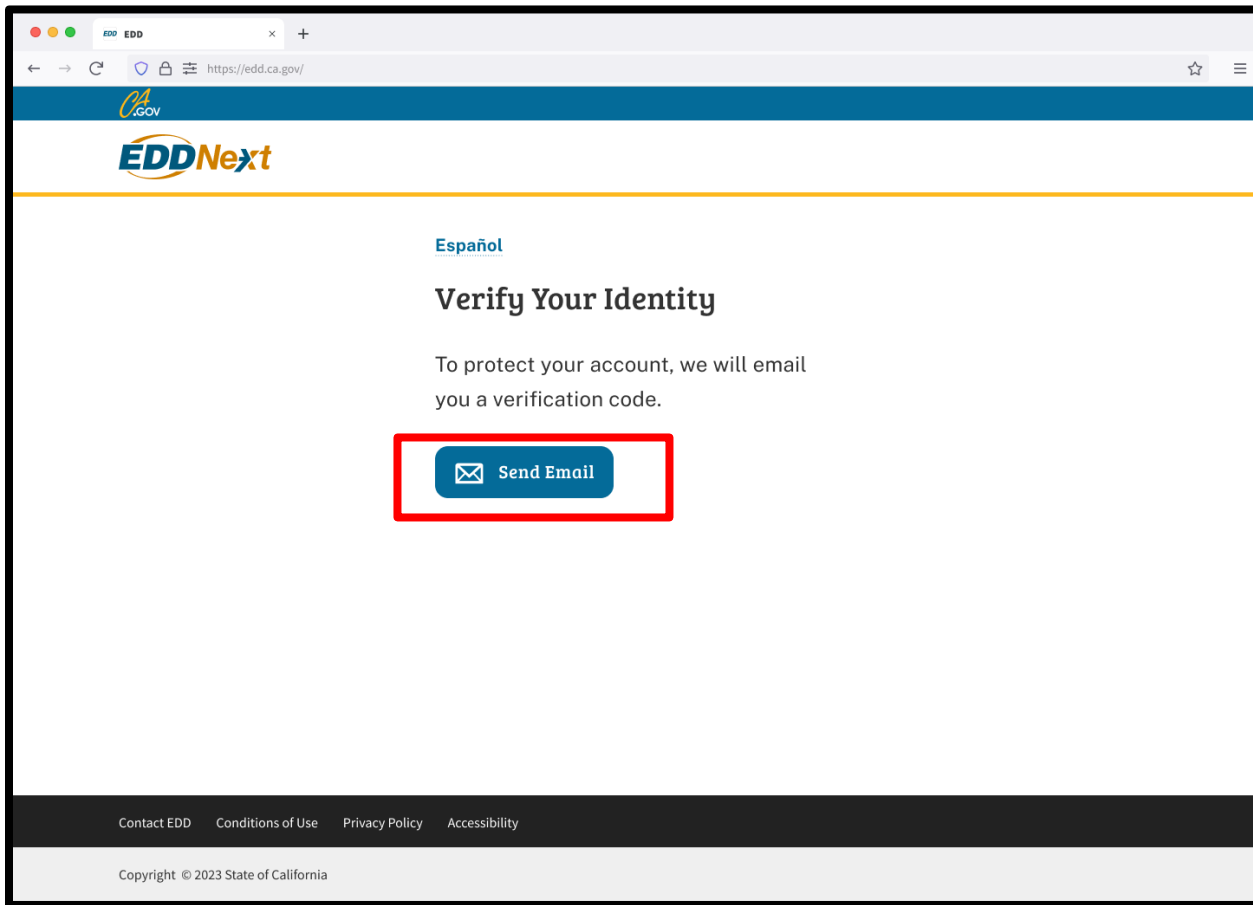 EDD EDD
https://edd.ca.gov/
CA.GOV
EDDNext
Español
Verify Your Identity
To protect your account, we will email
you a verification code.
Send Email
Contact EDD Conditions of Use Privacy Policy Accessibility
Copyright © 2023 State of California